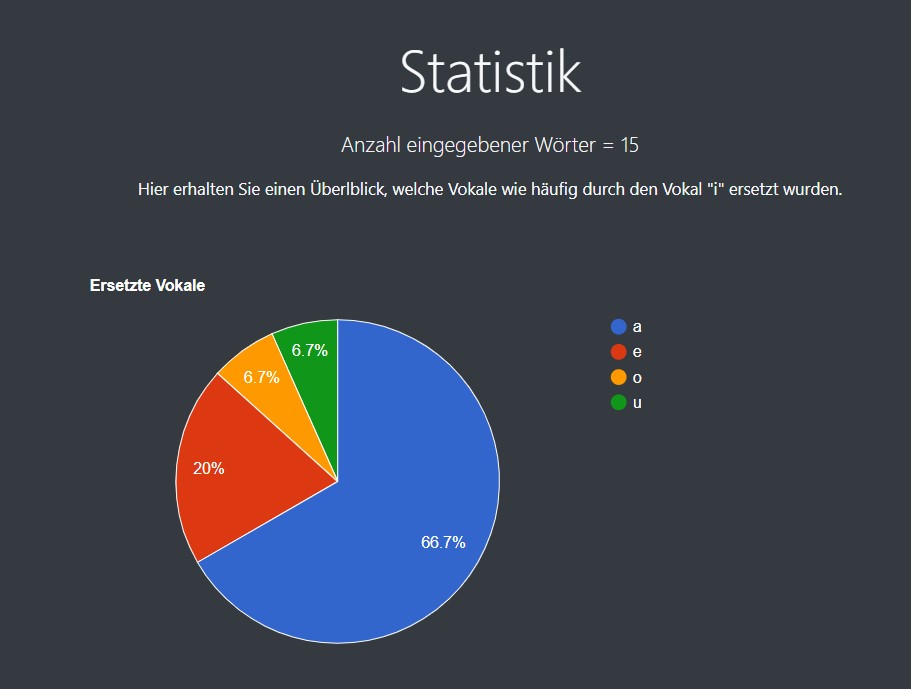 Statistik
Anzahl eingegebener Wörter = 15
Hier erhalten Sie einen Überlblick, welche Vokale wie häufig durch den Vokal "i" ersetzt wurden.
Ersetzte Vokale
a
e
o
u
6.7%
6.7%
20%
66.7%